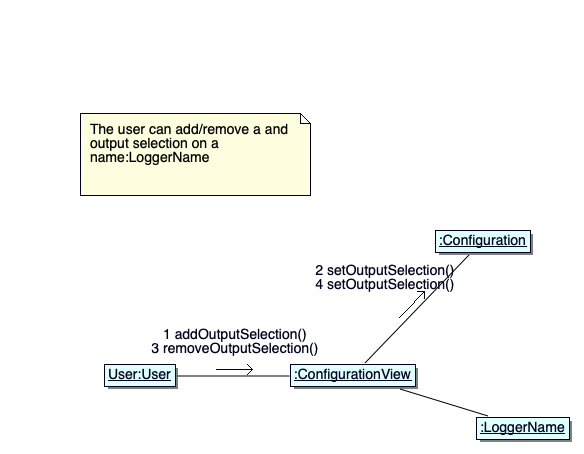 The user can add/remove a and
output selection on a
name:LoggerName
:Configuration
2 setOutputSelection()
4 setOutputSelection()
1 addOutputSelection()
3 removeOutputSelection()
User:User
:ConfigurationView
:LoggerName